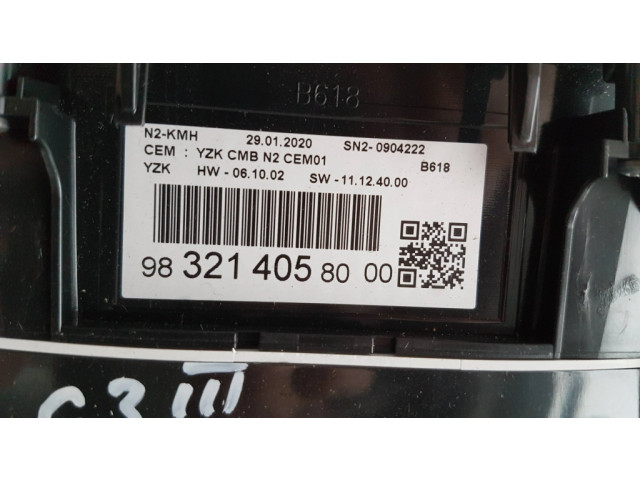 B618
N2-KMH 29.01.2020 SN2- 0904222
CEM : YZK CMB N2 CEM01 B618
YZK HW - 06.10.02 SW - 11.12.40.00
98 321 405 80 00
C3 III